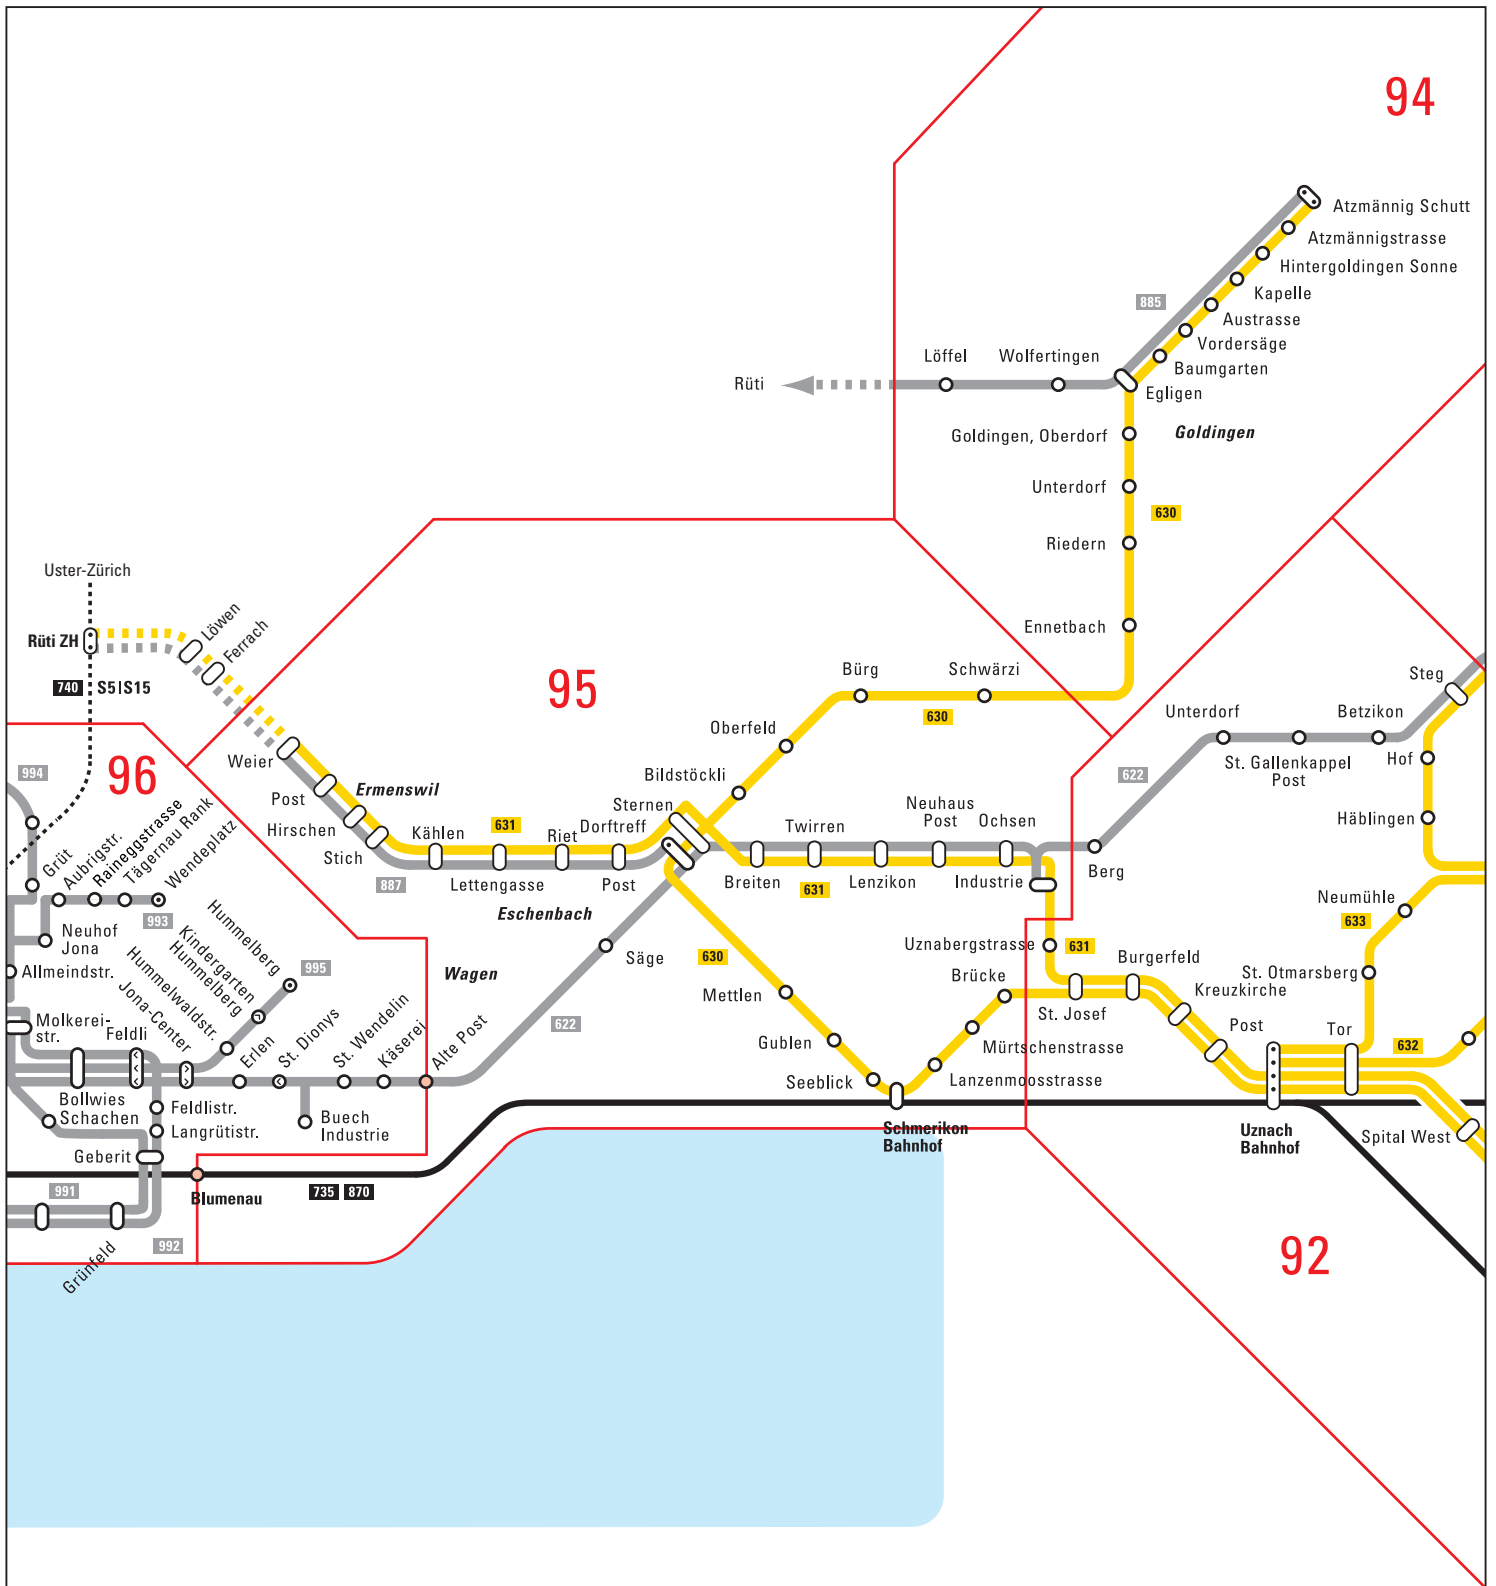 94
Atzmännig Schutt
Atzmännigstrasse
Hintergoldingen Sonne
Kapelle
885
Austrasse
Vordersäge
Löffel
Wolfertingen
Baumgarten
Rüti
Egligen
Goldingen, Oberdorf
Goldingen
Unterdorf
630
Riedern
Uster-Zürich
Löwen
Ferrach
Ennetbach
Rüti ZH
740
S5|S15
95
Bürg
Schwärzi
Steg
630
Unterdorf
Betzikon
Oberfeld
96
Weier
994
Bildstöckli
622
St. Gallenkappel
Post
Hof
Post
Ermenswil
Sternen
Neuhaus
Post
Hirschen
Kählen
631
Riet
Dorftreff
Twirren
Ochsen
Häblingen
Stich
Grüt
Aubrigstr.
Raineggstrasse
Tägernau Rank
Wendeplatz
887
Lettengasse
Post
Breiten
631
Lenzikon
Industrie
Berg
993
Eschenbach
Neumühle
Neuhof
Jona
633
Hummelberg
Kindergarten
Hummelberg
Hummelwaldstr.
Jona-Center
Uznabergstrasse
631
Säge
630
Burgerfeld
Allmeindstr.
995
Wagen
Brücke
Kreuzkirche
St. Otmarsberg
Mettlen
St. Josef
Molkerei-
str.
Feldli
Erlen
St. Dionys
St. Wendelin
Käserei
Alte Post
622
Gublen
Mürtschenstrasse
Post
Tor
632
Seeblick
Lanzenmoosstrasse
Bollwies
Schachen
Feldlistr.
Langrütistr.
Buech
Industrie
Schmerikon
Bahnhof
Uznach
Bahnhof
Spital West
Geberit
991
Blumenau
735
870
992
Grünfeld
92